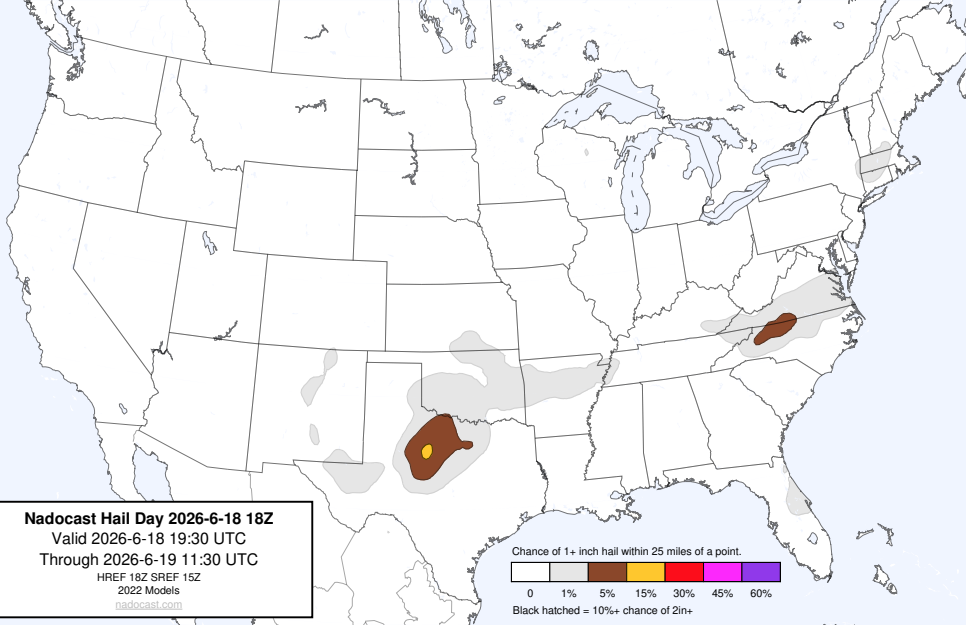 Nadocast Hail Day 2026-6-18 18Z
Valid 2026-6-18 19:30 UTC
Through 2026-6-19 11:30 UTC
HREF 18Z SREF 15Z
2022 Models
nadocast.com
Chance of 1+ inch hail within 25 miles of a point.
0 1% 5% 15% 30% 45% 60%
Black hatched = 10%+ chance of 2in+